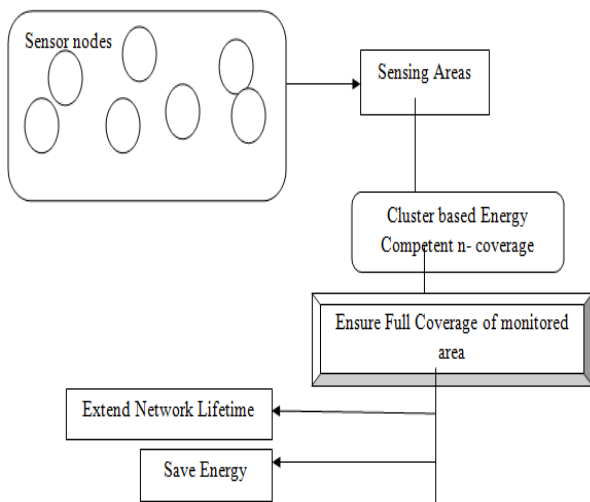 Sensor nodes
Sensing Areas
Cluster based Energy
Competent n- coverage
Ensure Full Coverage of monitored
area
Extend Network Lifetime
Save Energy